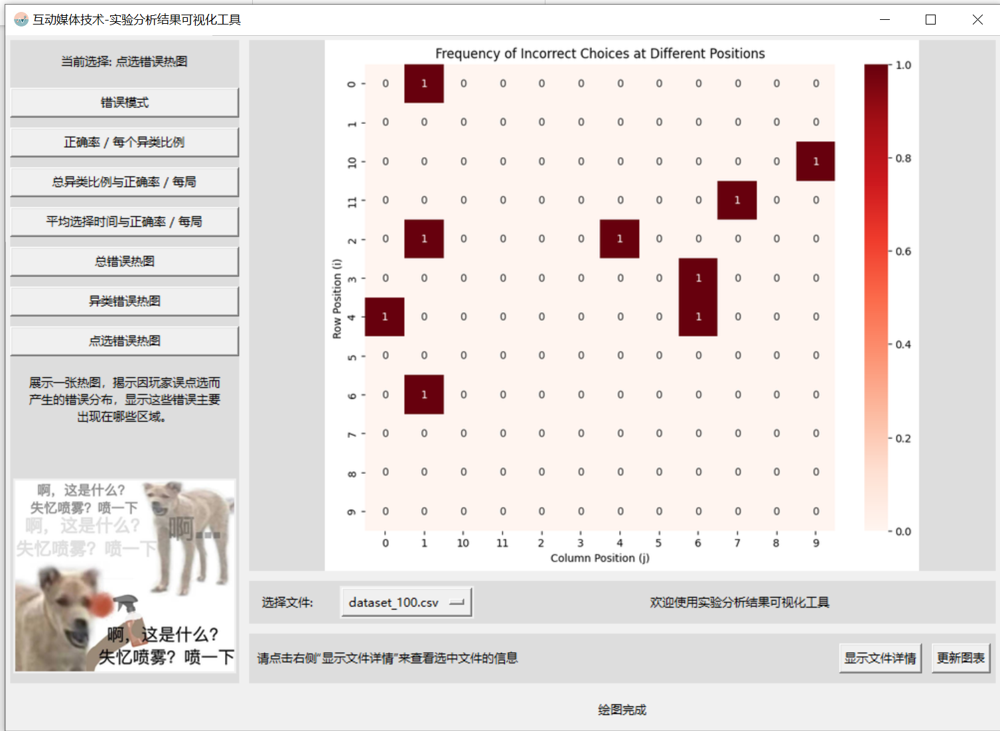 互动媒体技术-实验分析结果可视化工具
当前选择: 点选错误热图
错误模式
正确率 / 每个异类比例
总异类比例与正确率 / 每局
平均选择时间与正确率 / 每局
总错误热图
异类错误热图
点选错误热图
展示一张热图，揭示因玩家误点选而
产生的错误分布，显示这些错误主要
出现在哪些区域。
啊，这是什么？
失忆喷雾？喷一下
啊，这是什么？
失忆喷雾？喷一下
啊...
啊，这是什么？
失忆喷雾？喷一下
Frequency of Incorrect Choices at Different Positions
Row Position (i)
0 0 1 0 0 0 0 0 0 0 0 0 0
1 0 0 0 0 0 0 0 0 0 0 0 0
10 0 0 0 0 0 0 0 0 0 0 0 1
11 0 0 0 0 0 0 0 0 0 1 0 0
2 0 1 0 0 0 0 1 0 0 0 0 0
3 0 0 0 0 0 0 0 0 1 0 0 0
4 1 0 0 0 0 0 0 0 1 0 0 0
5 0 0 0 0 0 0 0 0 0 0 0 0
6 0 1 0 0 0 0 0 0 0 0 0 0
7 0 0 0 0 0 0 0 0 0 0 0 0
8 0 0 0 0 0 0 0 0 0 0 0 0
9 0 0 0 0 0 0 0 0 0 0 0 0
0 1 10 11 2 3 4 5 6 7 8 9
Column Position (j)
1.0
0.8
0.6
0.4
0.2
0.0
选择文件:
dataset_100.csv
欢迎使用实验分析结果可视化工具
请点击右侧“显示文件详情”来查看选中文件的信息
显示文件详情
更新图表
绘图完成